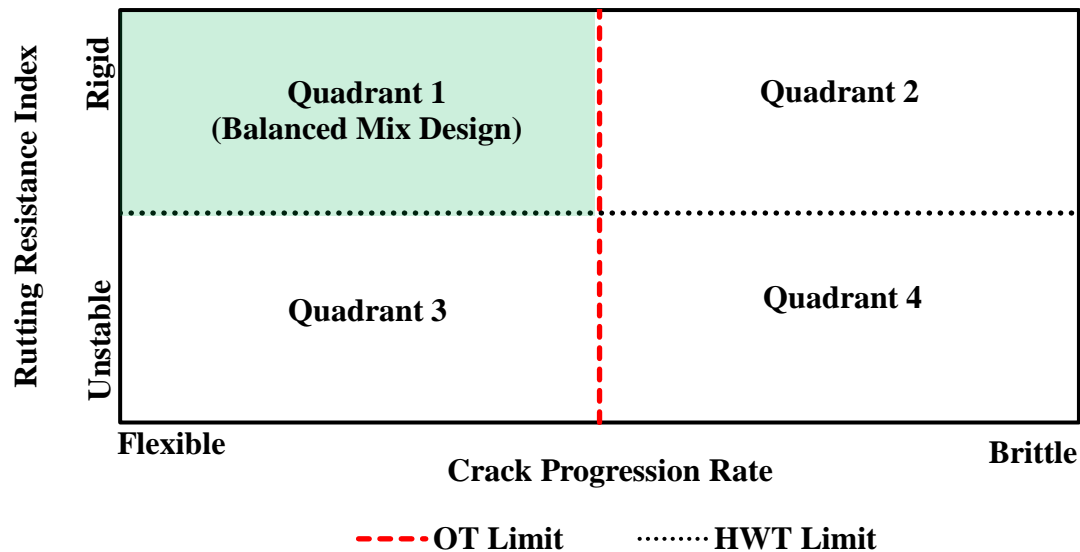 Rutting Resistance Index
Rigid
Unstable
Quadrant 1
(Balanced Mix Design)
Quadrant 2
Quadrant 3
Quadrant 4
Flexible
Brittle
Crack Progression Rate
OT Limit
HWT Limit